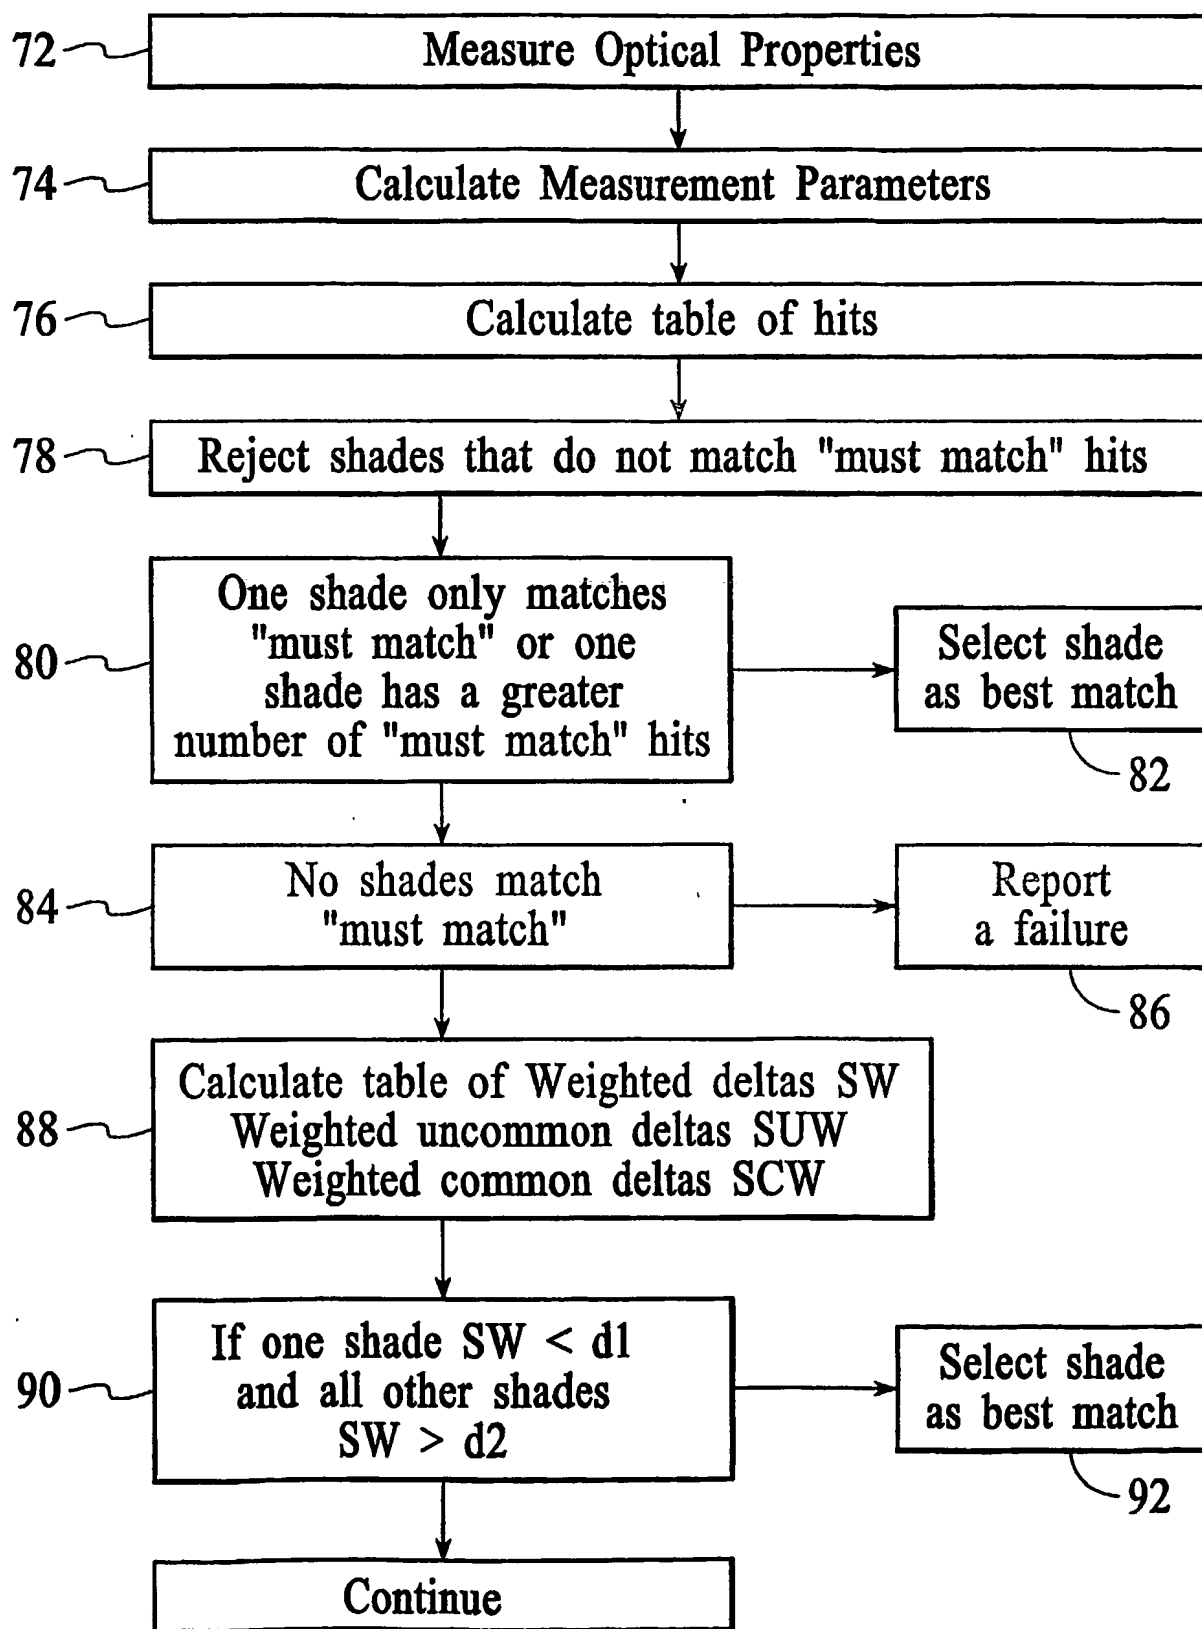 72
Measure Optical Properties
74
Calculate Measurement Parameters
76
Calculate table of hits
78
Reject shades that do not match "must match" hits
80
One shade only matches
"must match" or one
shade has a greater
number of "must match" hits
Select shade
as best match
82
84
No shades match
"must match"
Report
a failure
86
88
Calculate table of Weighted deltas SW
Weighted uncommon deltas SUW
Weighted common deltas SCW
90
If one shade SW < d1
and all other shades
SW > d2
Select shade
as best match
92
Continue